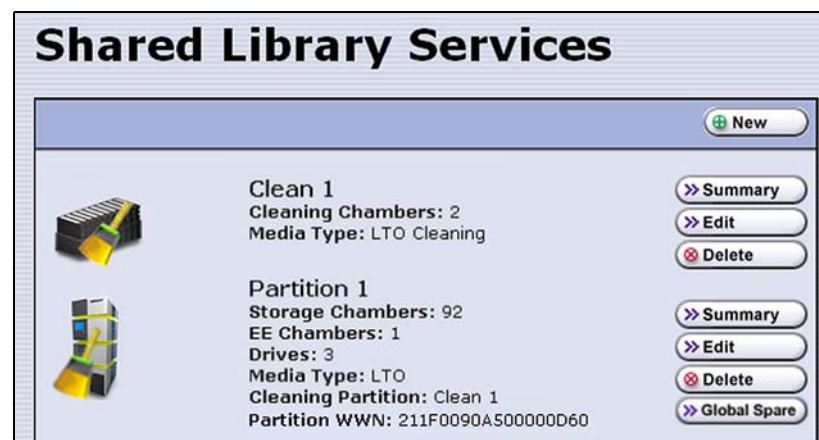 Shared Library Services
New
Clean 1
Cleaning Chambers: 2
Media Type: LTO Cleaning
Summary
Edit
Delete
Partition 1
Storage Chambers: 92
EE Chambers: 1
Drives: 3
Media Type: LTO
Cleaning Partition: Clean 1
Partition WWN: 211F0090A500000D60
Summary
Edit
Delete
Global Spare